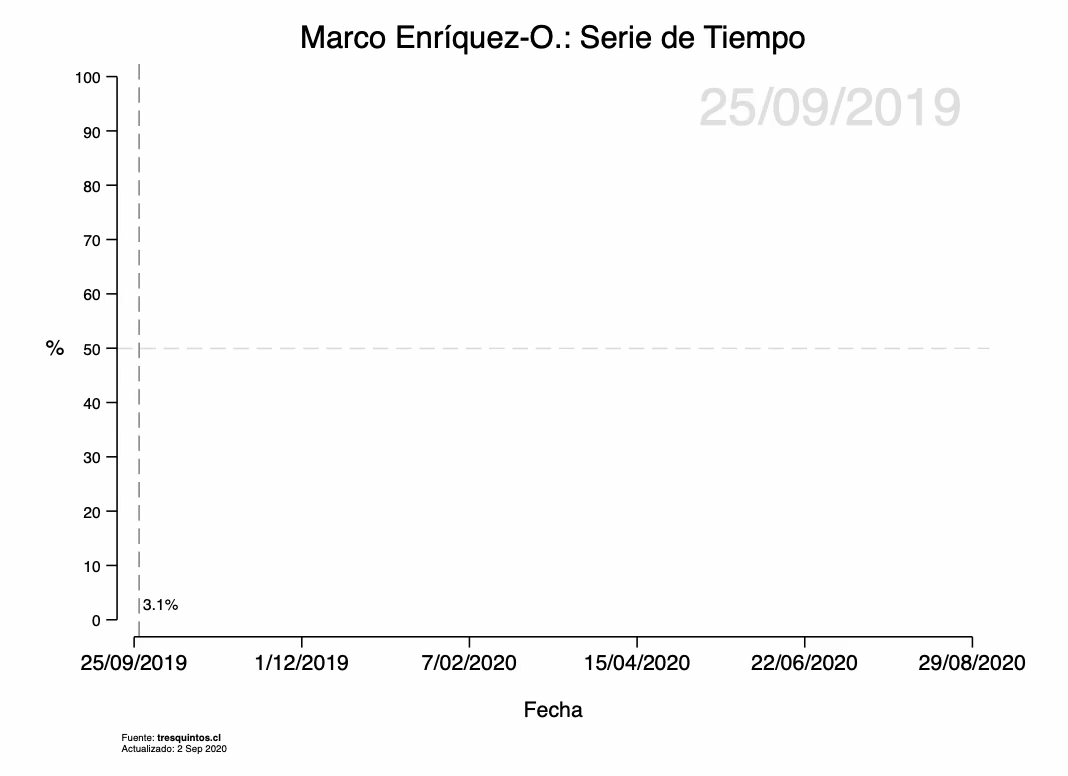 Marco Enríquez-O.: Serie de Tiempo
25/09/2019
100
90
80
70
60
% 50
40
30
20
10
3.1%
0
25/09/2019 1/12/2019 7/02/2020 15/04/2020 22/06/2020 29/08/2020
Fecha
Fuente: tresquintos.cl
Actualizado: 2 Sep 2020